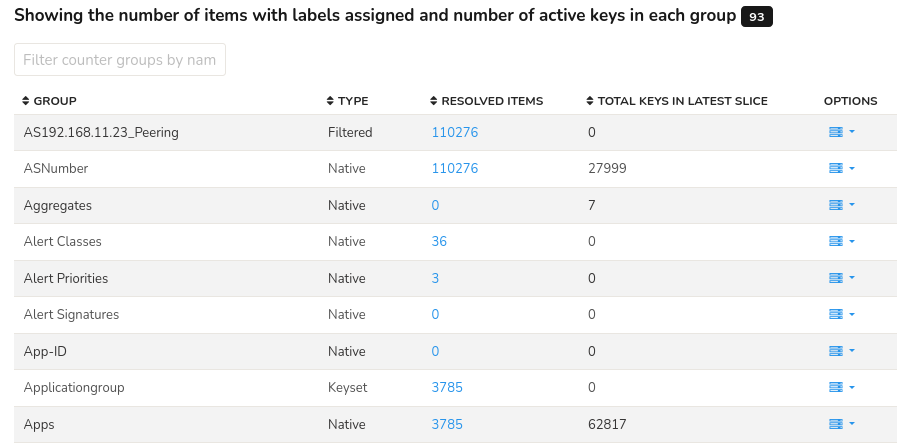 Showing the number of items with labels assigned and number of active keys in each group 93
Filter counter groups by nam
GROUP TYPE RESOLVED ITEMS TOTAL KEYS IN LATEST SLICE OPTIONS
AS192.168.11.23_Peering Filtered 110276 0
ASNumber Native 110276 27999
Aggregates Native 0 7
Alert Classes Native 36 0
Alert Priorities Native 3 0
Alert Signatures Native 0 0
App-ID Native 0 0
Applicationgroup Keyset 3785 0
Apps Native 3785 62817